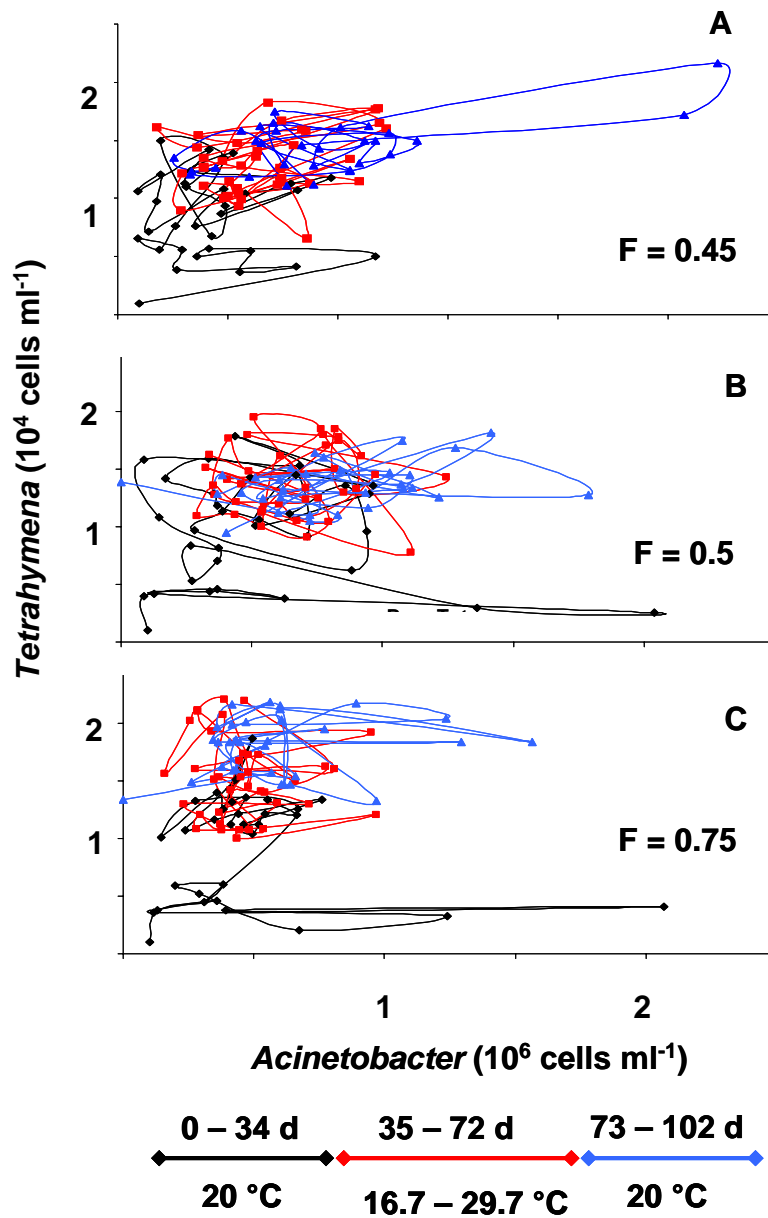 A
2
1
F = 0.45
B
2
1
F = 0.5
C
2
1
F = 0.75
Tetrahymena (10⁴ cells ml⁻¹)
1 2
Acinetobacter (10⁶ cells ml⁻¹)
0 – 34 d 35 – 72 d 73 – 102 d
20 °C 16.7 – 29.7 °C 20 °C